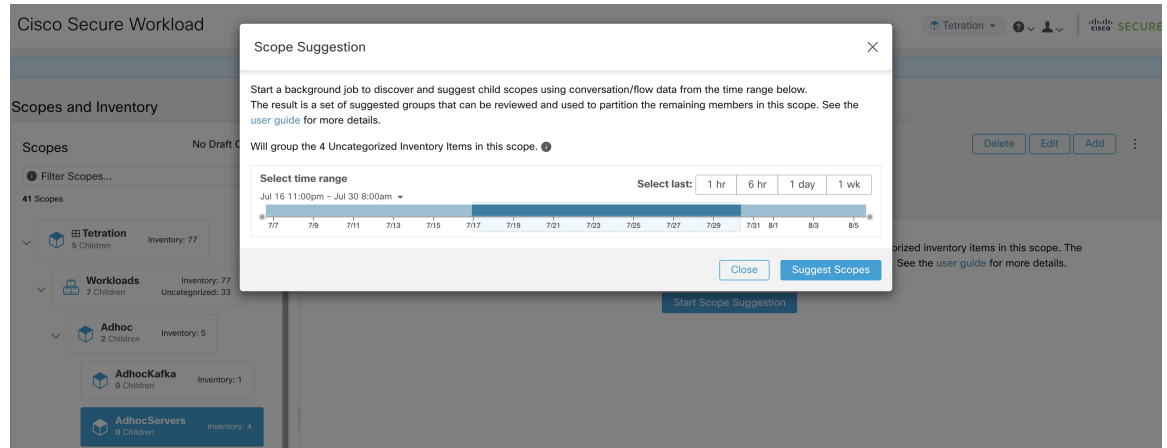 Cisco Secure Workload
Tetration
CISCO SECURE
Scope Suggestion
Start a background job to discover and suggest child scopes using conversation/flow data from the time range below.
The result is a set of suggested groups that can be reviewed and used to partition the remaining members in this scope. See the
user guide for more details.
Will group the 4 Uncategorized Inventory Items in this scope.
Select time range
Select last: 1 hr 6 hr 1 day 1 wk
Jul 16 11:00pm - Jul 30 8:00am
7/7 7/9 7/11 7/13 7/15 7/17 7/19 7/21 7/23 7/25 7/27 7/29 7/31 8/1 8/3 8/5
Close Suggest Scopes
Scopes and Inventory
Scopes No Draft
Filter Scopes...
41 Scopes
Tetration
5 Children
Inventory: 77
Workloads
7 Children
Inventory: 77
Uncategorized: 33
Adhoc
2 Children
Inventory: 5
AdhocKafka
0 Children
Inventory: 1
AdhocServers
0 Children
Inventory: 4
Delete Edit Add
orized inventory items in this scope. The
See the user guide for more details.
Start Scope Suggestion